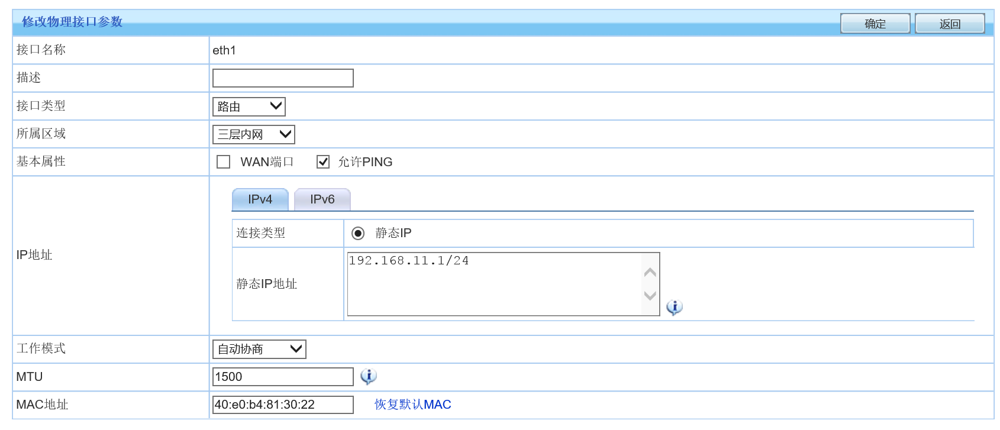 修改物理接口参数 确定 返回
接口名称 eth1
描述
接口类型 路由
所属区域 三层内网
基本属性 WAN端口 允许PING
IPv4 IPv6
连接类型 静态IP
IP地址
静态IP地址 192.168.11.1/24
工作模式 自动协商
MTU 1500
MAC地址 40:e0:b4:81:30:22 恢复默认MAC